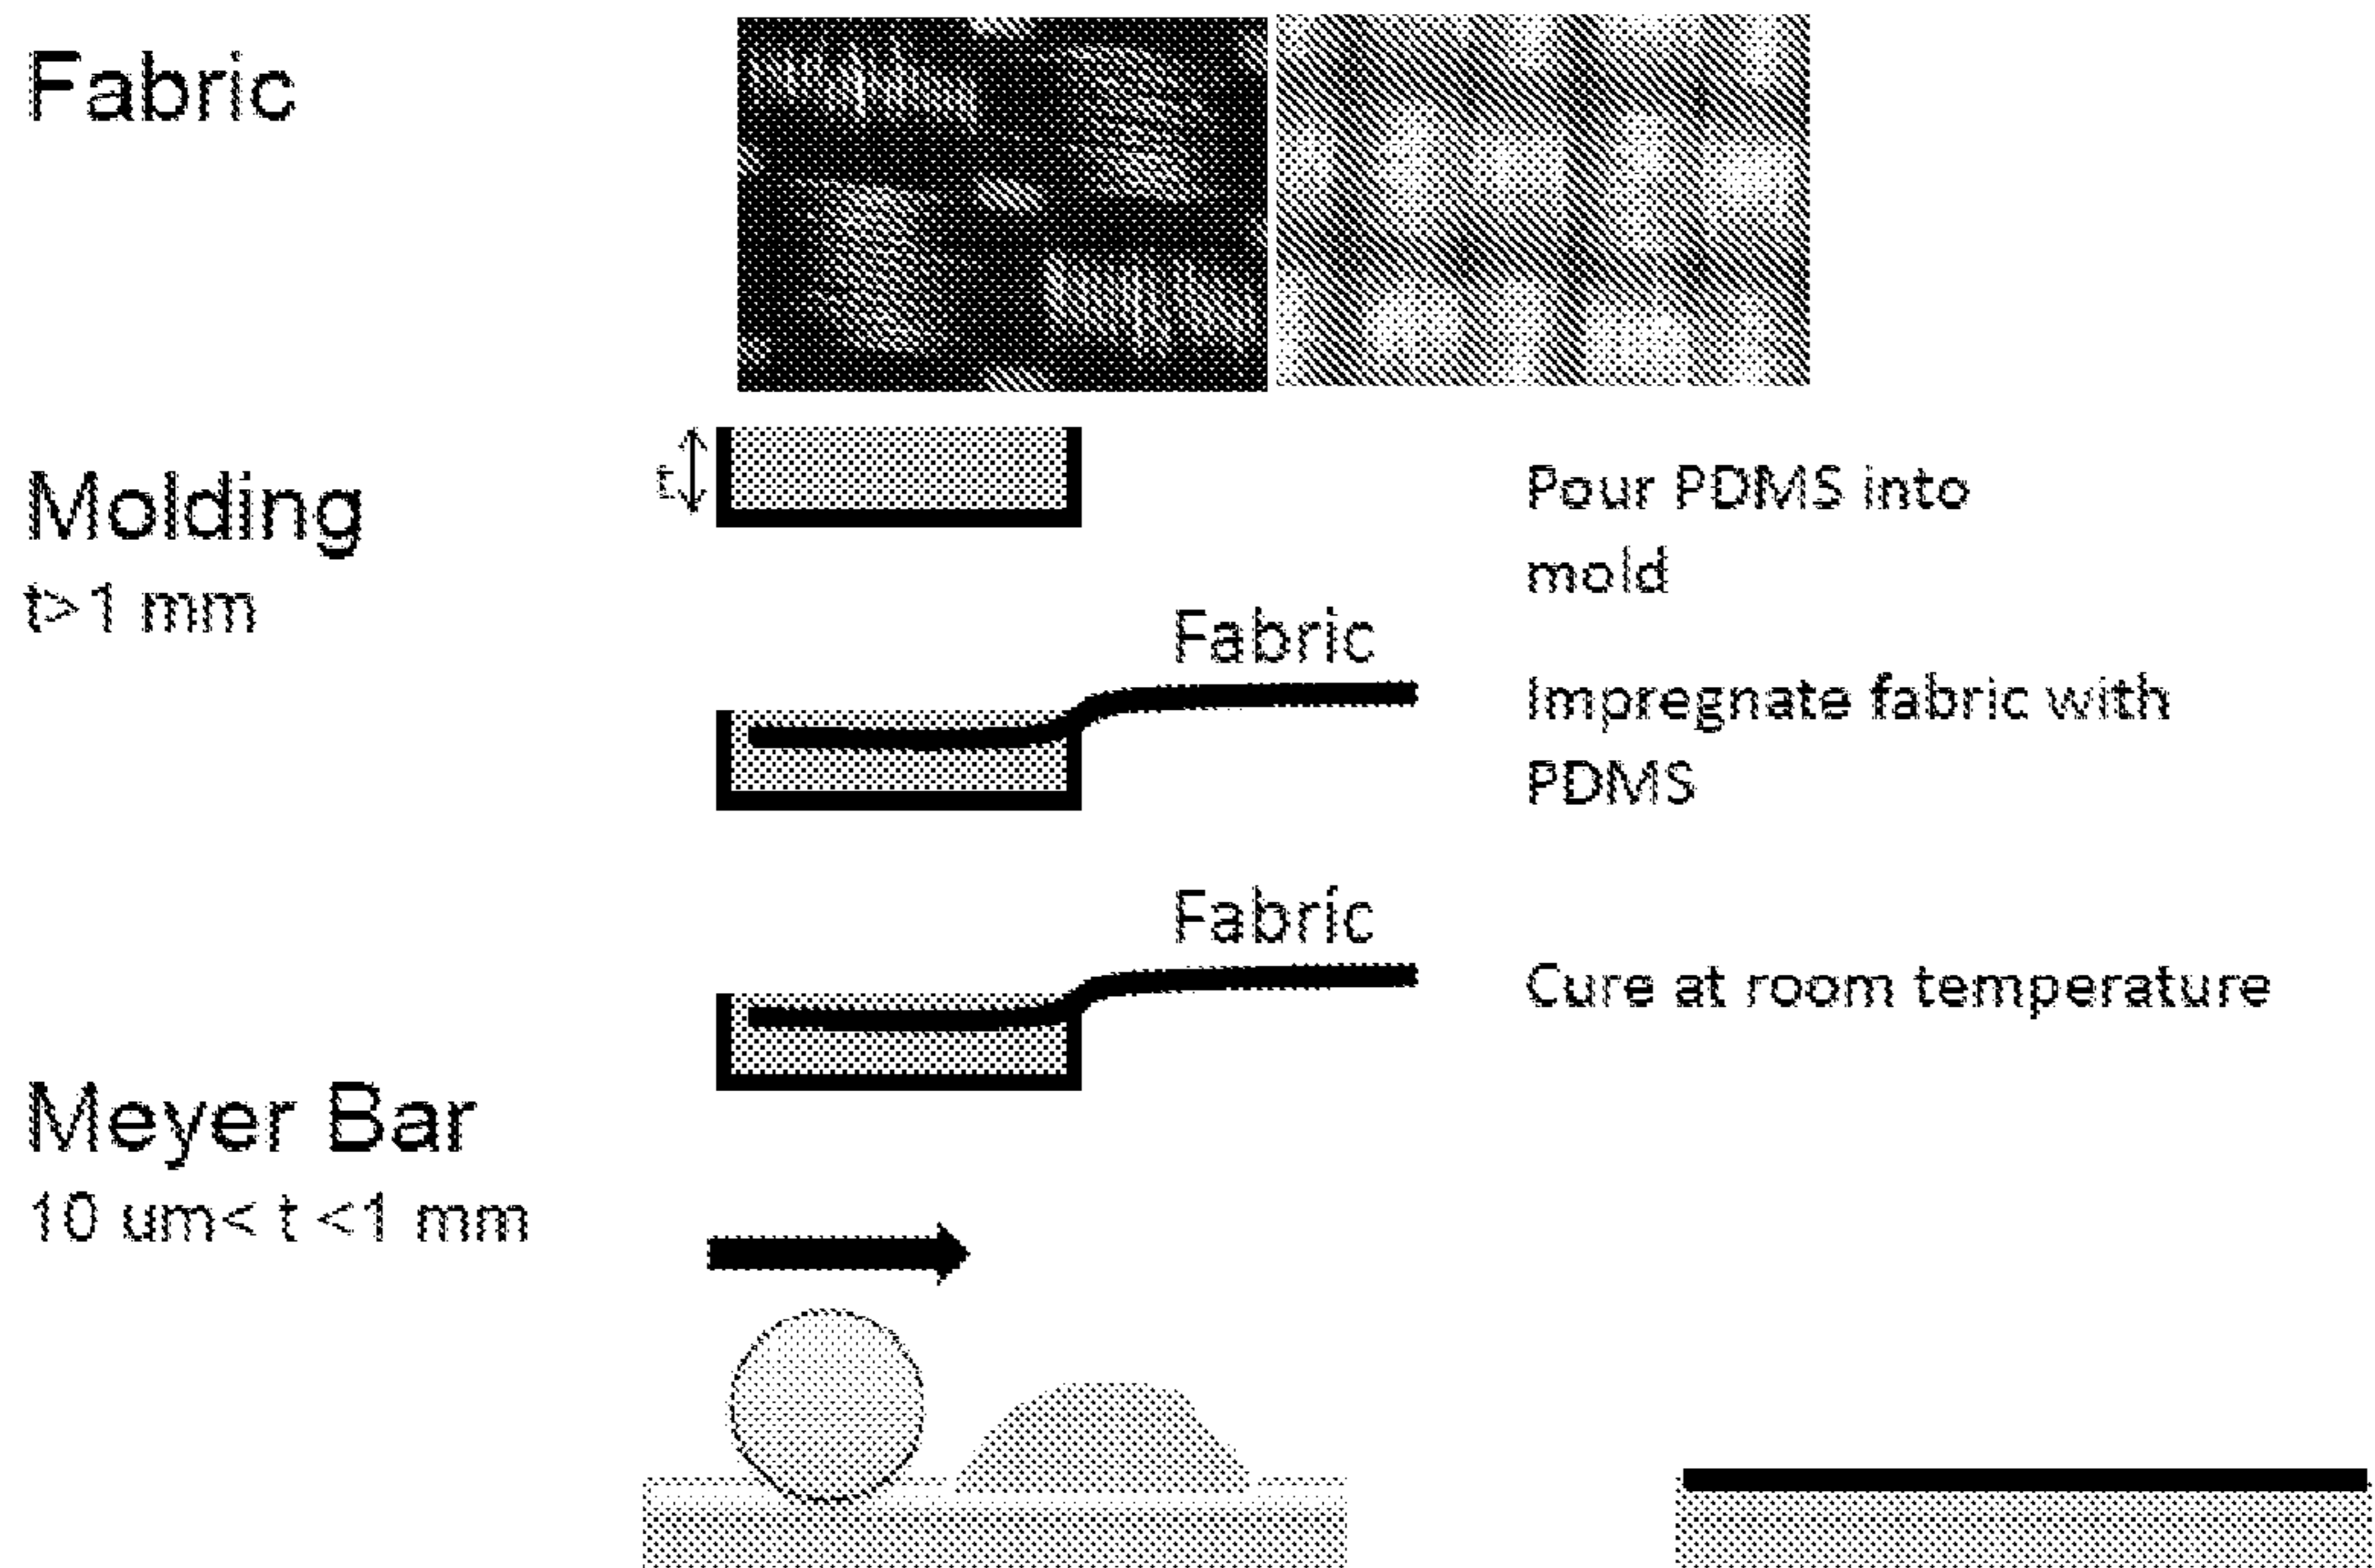 Fabric
t
Molding
t>1 mm
Pour PDMS into
mold
Fabric
Impregnate fabric with
PDMS
Fabric
Cure at room temperature
Meyer Bar
10 um< t <1 mm